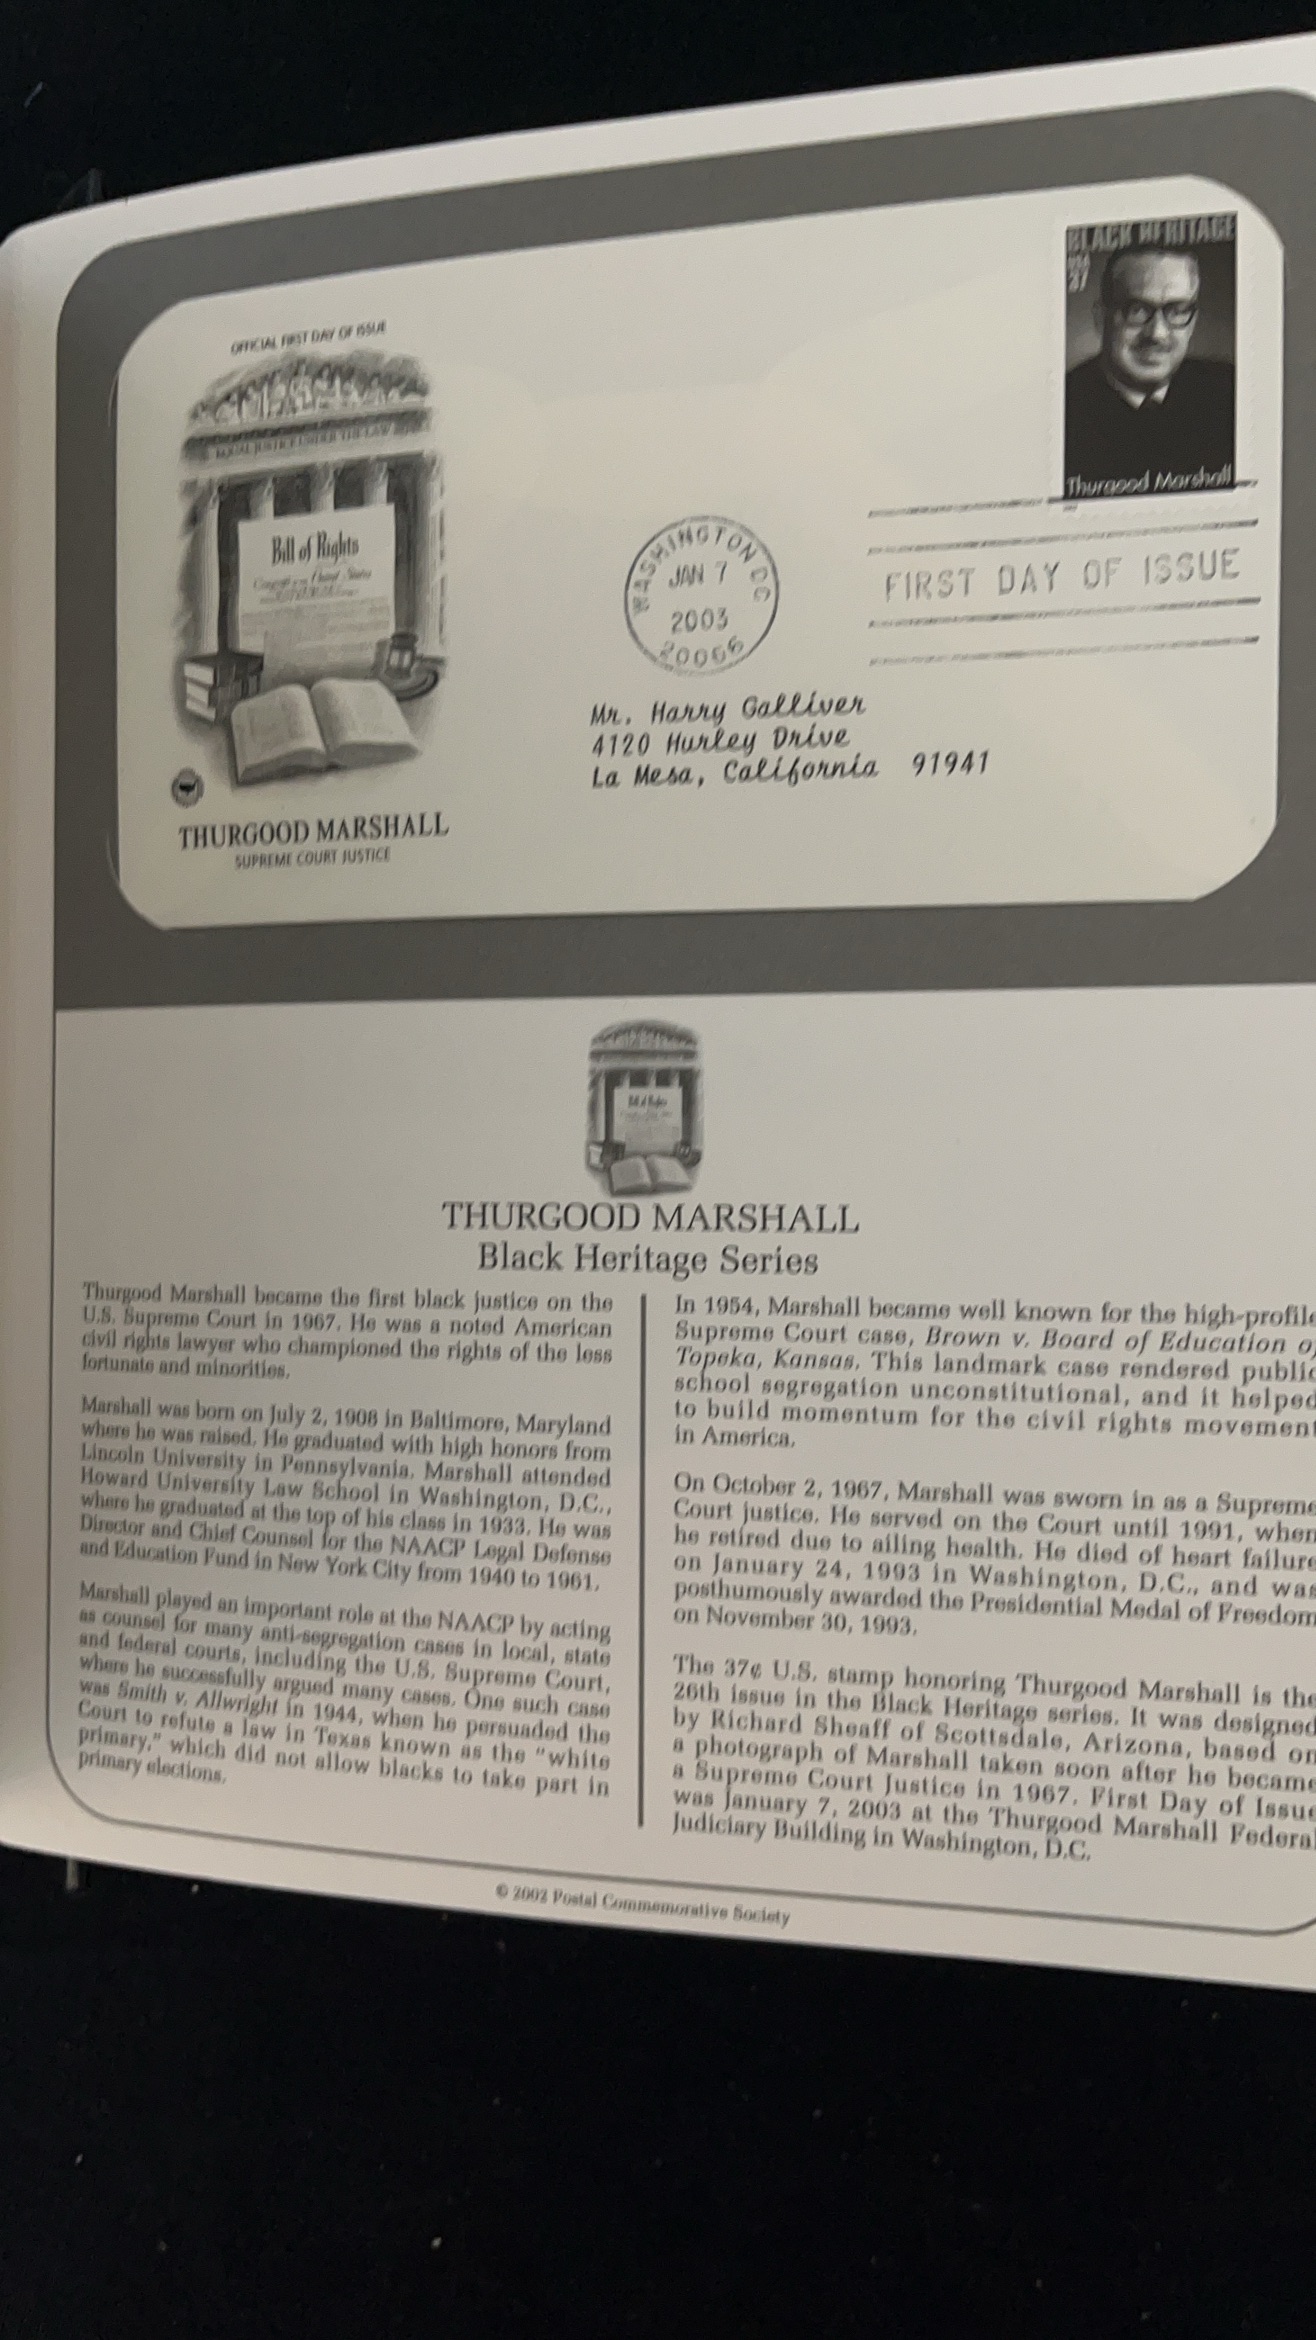 OFFICIAL FIRST DAY OF ISSUE
EQUAL JUSTICE UNDER THE LAW
Bill of Rights
Congress of the United States
THURGOOD MARSHALL
SUPREME COURT JUSTICE
BLACK HERITAGE
USA
37
Thurgood Marshall
WASHINGTON DC
JAN 7
2003
20066
FIRST DAY OF ISSUE
Mr. Harry Galliver
4120 Hurley Drive
La Mesa, California 91941
Bill of Rights
THURGOOD MARSHALL
Black Heritage Series
Thurgood Marshall became the first black justice on the
U.S. Supreme Court in 1967. He was a noted American
civil rights lawyer who championed the rights of the less
fortunate and minorities.
Marshall was born on July 2, 1908 in Baltimore, Maryland
where he was raised. He graduated with high honors from
Lincoln University in Pennsylvania. Marshall attended
Howard University Law School in Washington, D.C.,
where he graduated at the top of his class in 1933. He was
Director and Chief Counsel for the NAACP Legal Defense
and Education Fund in New York City from 1940 to 1961.
Marshall played an important role at the NAACP by acting
as counsel for many anti-segregation cases in local, state
and federal courts, including the U.S. Supreme Court,
where he successfully argued many cases. One such case
was Smith v. Allwright in 1944, when he persuaded the
Court to refute a law in Texas known as the "white
primary," which did not allow blacks to take part in
primary elections.
In 1954, Marshall became well known for the high-profile
Supreme Court case, Brown v. Board of Education of
Topeka, Kansas. This landmark case rendered public
school segregation unconstitutional, and it helped
to build momentum for the civil rights movement
in America.
On October 2, 1967, Marshall was sworn in as a Supreme
Court justice. He served on the Court until 1991, when
he retired due to ailing health. He died of heart failure
on January 24, 1993 in Washington, D.C., and was
posthumously awarded the Presidential Medal of Freedom
on November 30, 1993.
The 37¢ U.S. stamp honoring Thurgood Marshall is the
26th issue in the Black Heritage series. It was designed
by Richard Sheaff of Scottsdale, Arizona, based on
a photograph of Marshall taken soon after he became
a Supreme Court Justice in 1967. First Day of Issue
was January 7, 2003 at the Thurgood Marshall Federal
Judiciary Building in Washington, D.C.
© 2002 Postal Commemorative Society